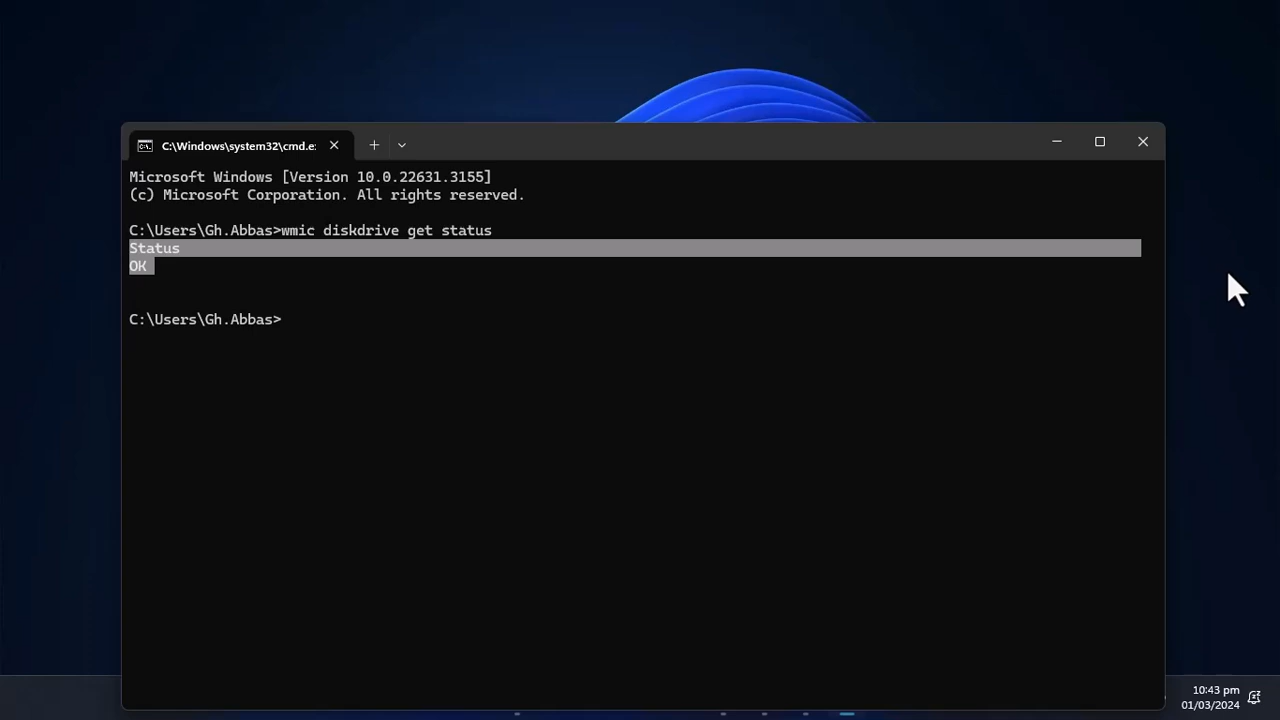 C:\Windows\system32\cmd.e:
Microsoft Windows [Version 10.0.22631.3155]
(c) Microsoft Corporation. All rights reserved.
C:\Users\Gh.Abbas>wmic diskdrive get status
Status
OK
C:\Users\Gh.Abbas>
10:43 pm
01/03/2024